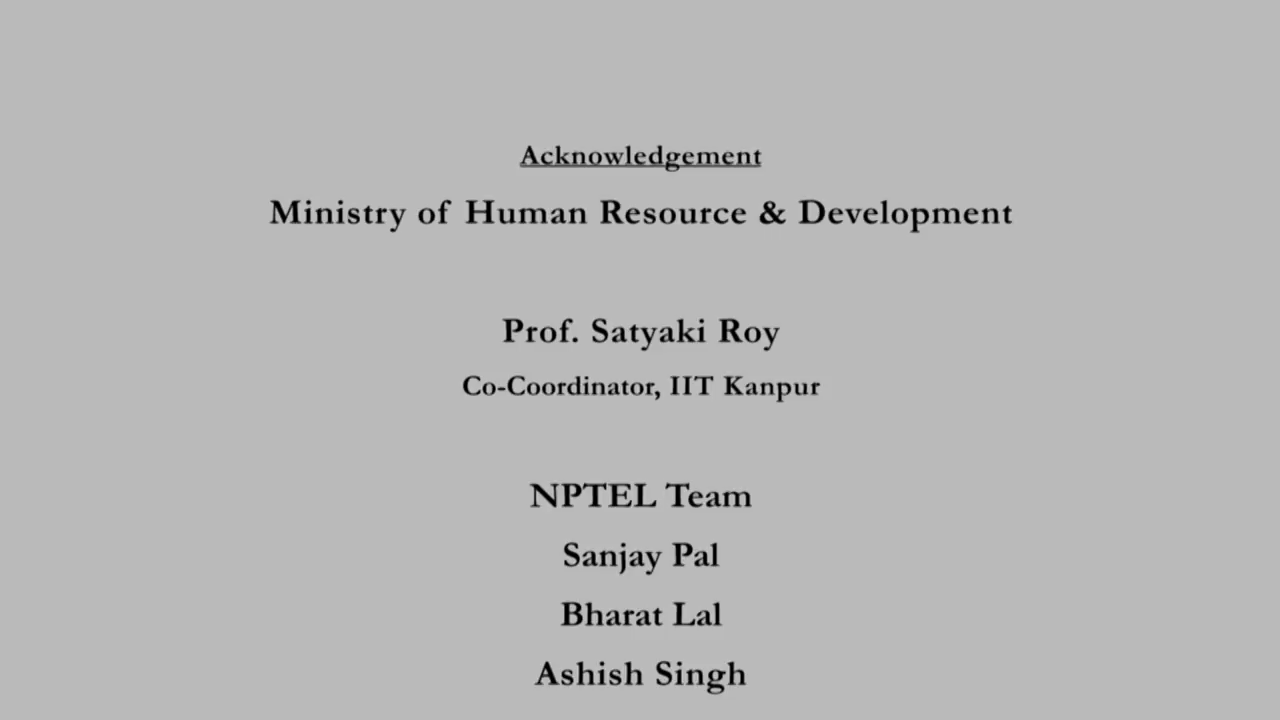 Acknowledgement
Ministry of Human Resource & Development
Prof. Satyaki Roy
Co-Coordinator, IIT Kanpur
NPTEL Team
Sanjay Pal
Bharat Lal
Ashish Singh